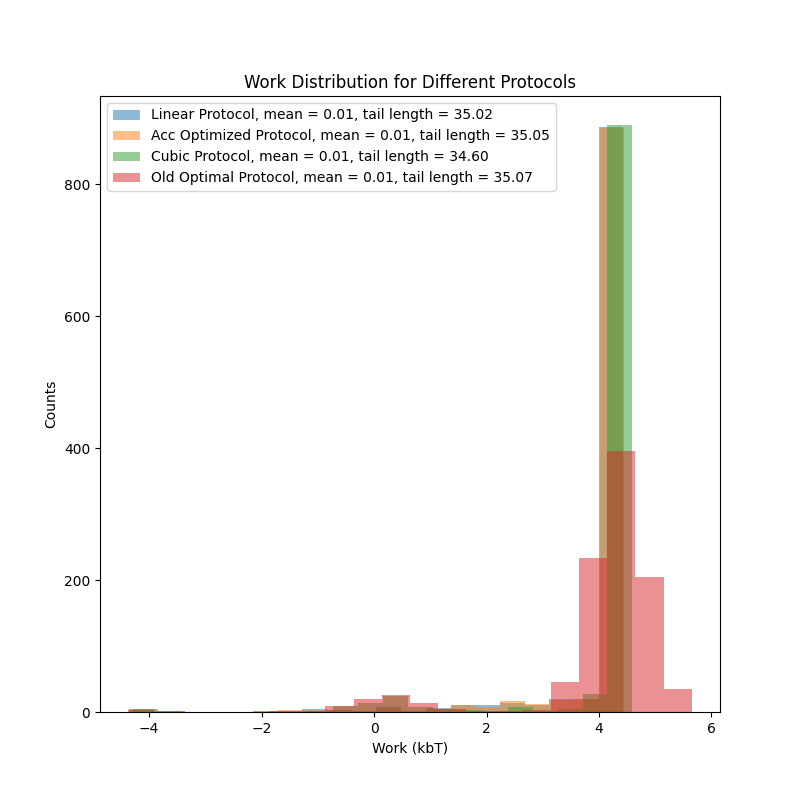 Work Distribution for Different Protocols
Linear Protocol, mean = 0.01, tail length = 35.02
Acc Optimized Protocol, mean = 0.01, tail length = 35.05
Cubic Protocol, mean = 0.01, tail length = 34.60
Old Optimal Protocol, mean = 0.01, tail length = 35.07
800
600
400
200
0
Counts
−4
−2
0
2
4
6
Work (kbT)